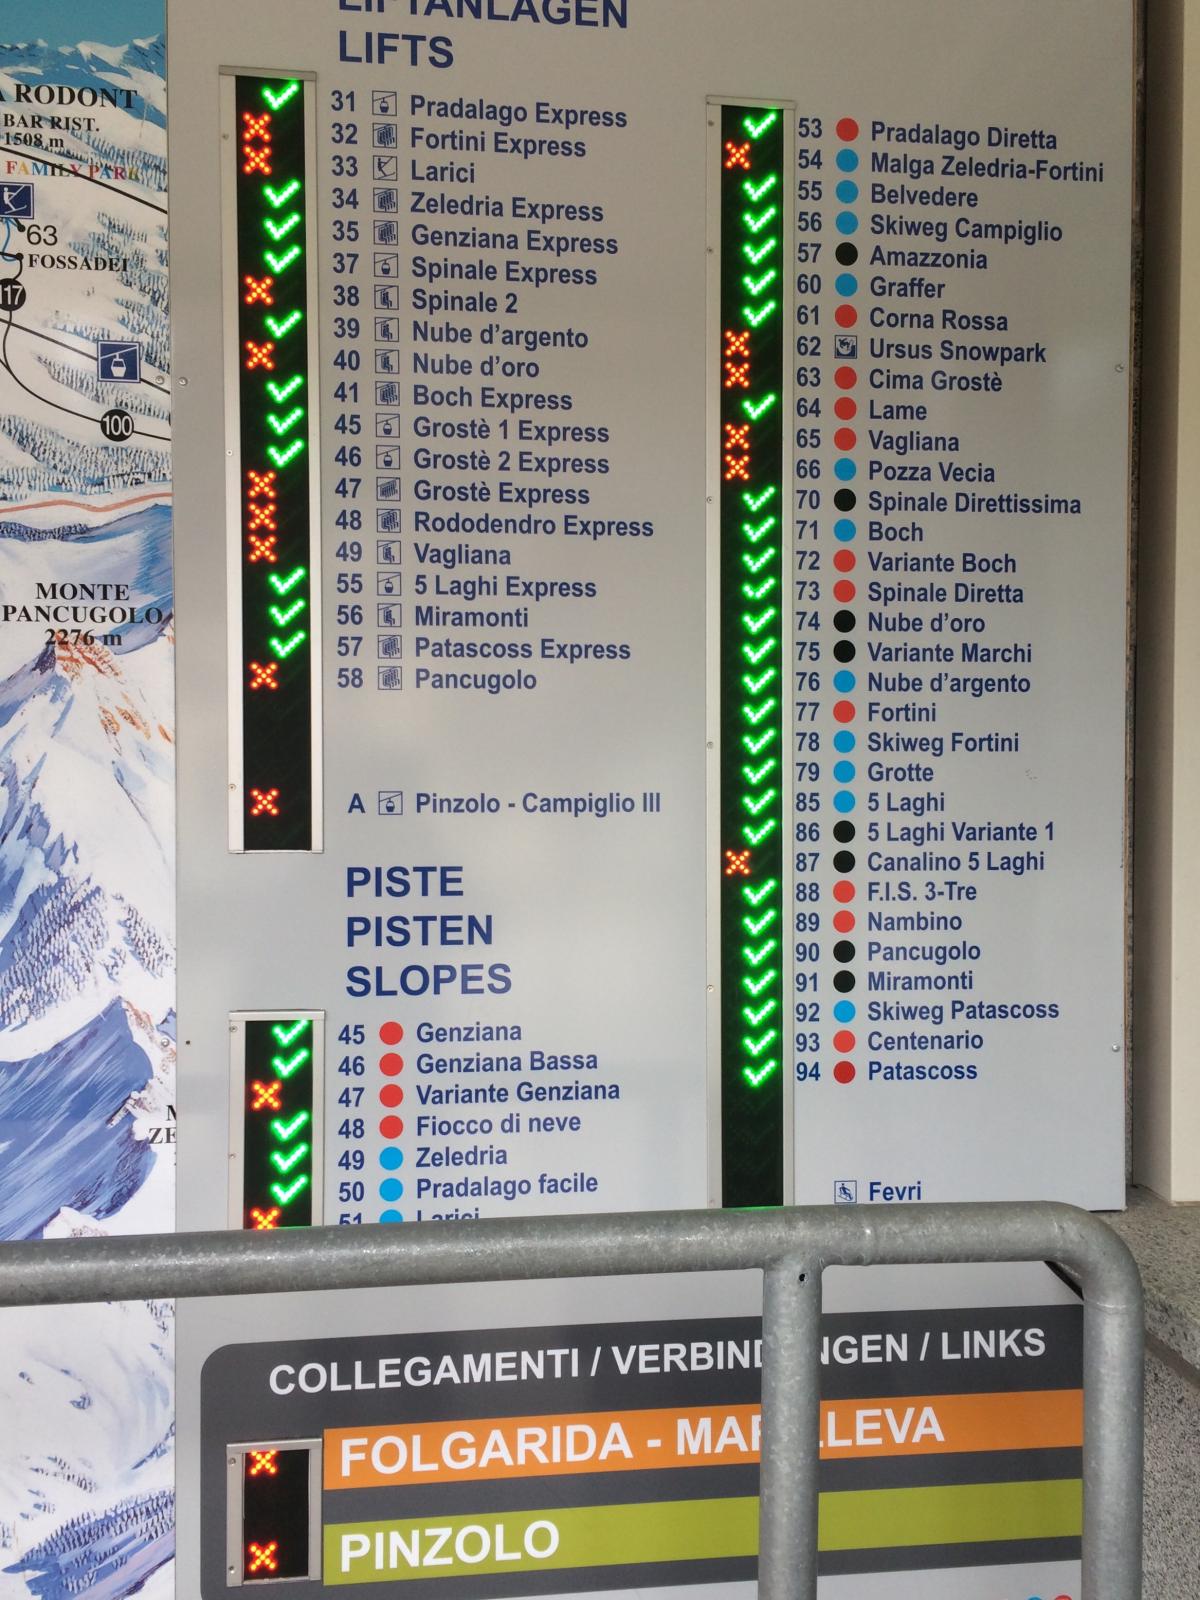 LIFTANLAGEN
LIFTS
A RODONT
BAR RIST.
1508 m
FAMILY PARK
63
FOSSADEI
117
100
MONTE
PANCUGOLO
2276 m
31 Pradalago Express
32 Fortini Express
33 Larici
34 Zeledria Express
35 Genziana Express
37 Spinale Express
38 Spinale 2
39 Nube d'argento
40 Nube d'oro
41 Boch Express
45 Grostè 1 Express
46 Grostè 2 Express
47 Grostè Express
48 Rododendro Express
49 Vagliana
55 5 Laghi Express
56 Miramonti
57 Patascoss Express
58 Pancugolo
A Pinzolo - Campiglio III
PISTE
PISTEN
SLOPES
45 Genziana
46 Genziana Bassa
47 Variante Genziana
48 Fiocco di neve
49 Zeledria
50 Pradalago facile
51 Larici
53 Pradalago Diretta
54 Malga Zeledria-Fortini
55 Belvedere
56 Skiweg Campiglio
57 Amazzonia
60 Graffer
61 Corna Rossa
62 Ursus Snowpark
63 Cima Grostè
64 Lame
65 Vagliana
66 Pozza Vecia
70 Spinale Direttissima
71 Boch
72 Variante Boch
73 Spinale Diretta
74 Nube d'oro
75 Variante Marchi
76 Nube d'argento
77 Fortini
78 Skiweg Fortini
79 Grotte
85 5 Laghi
86 5 Laghi Variante 1
87 Canalino 5 Laghi
88 F.I.S. 3-Tre
89 Nambino
90 Pancugolo
91 Miramonti
92 Skiweg Patascoss
93 Centenario
94 Patascoss
Fevri
COLLEGAMENTI / VERBINDUNGEN / LINKS
FOLGARIDA - MARILLEVA
PINZOLO